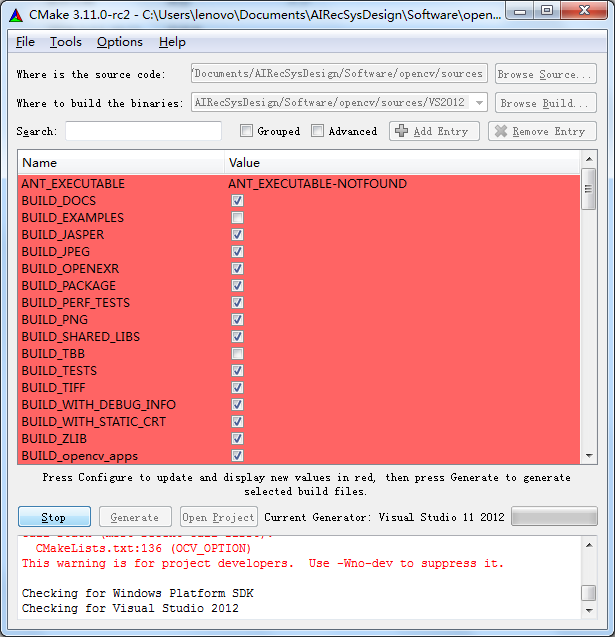 CMake 3.11.0-rc2 - C:\Users\lenovo\Documents\AIRecSysDesign\Software\open...
File Tools Options Help
Where is the source code: /Documents/AIRecSysDesign/Software/opencv/sources Browse Source...
Where to build the binaries: AIRecSysDesign/Software/opencv/sources/VS2012 Browse Build...
Search: Grouped Advanced Add Entry Remove Entry
Name Value
ANT_EXECUTABLE ANT_EXECUTABLE-NOTFOUND
BUILD_DOCS
BUILD_EXAMPLES
BUILD_JASPER
BUILD_JPEG
BUILD_OPENEXR
BUILD_PACKAGE
BUILD_PERF_TESTS
BUILD_PNG
BUILD_SHARED_LIBS
BUILD_TBB
BUILD_TESTS
BUILD_TIFF
BUILD_WITH_DEBUG_INFO
BUILD_WITH_STATIC_CRT
BUILD_ZLIB
BUILD_opencv_apps
Press Configure to update and display new values in red, then press Generate to generate
selected build files.
Stop Generate Open Project Current Generator: Visual Studio 11 2012
CMakeLists.txt:136 (OCV_OPTION)
This warning is for project developers. Use -Wno-dev to suppress it.
Checking for Windows Platform SDK
Checking for Visual Studio 2012